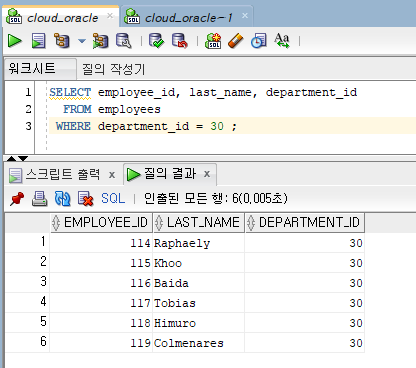 cloud_oracle cloud_oracle~1
SQL
워크시트 질의 작성기
1 SELECT employee_id, last_name, department_id
2 FROM employees
3 WHERE department_id = 30 ;
스크립트 출력 x 질의 결과 x
SQL | 인출된 모든 행: 6(0,005초)
EMPLOYEE_ID LAST_NAME DEPARTMENT_ID
1 114 Raphaely 30
2 115 Khoo 30
3 116 Baida 30
4 117 Tobias 30
5 118 Himuro 30
6 119 Colmenares 30